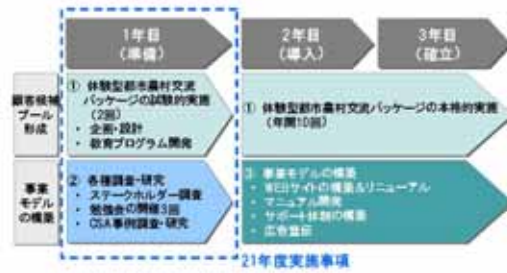 1年目
(準備)
2年目
(導入)
3年目
(確立)
顧客候補
プール
形成
① 体験型都市農村交流
パッケージの試験的実施
(2回)
・ 企画・設計
・ 教育プログラム開発
① 体験型都市農村交流パッケージの本格的実施
(年間10回)
事業
モデル
の構築
② 各種調査・研究
・ ステークホルダー調査
・ 勉強会の開催3回
・ CSA事例調査・研究
③ 事業モデルの構築
・ WEBサイトの構築&リニューアル
・ マニュアル開発
・ サポート体制の構築
・ 広告宣伝
21年度実施事項